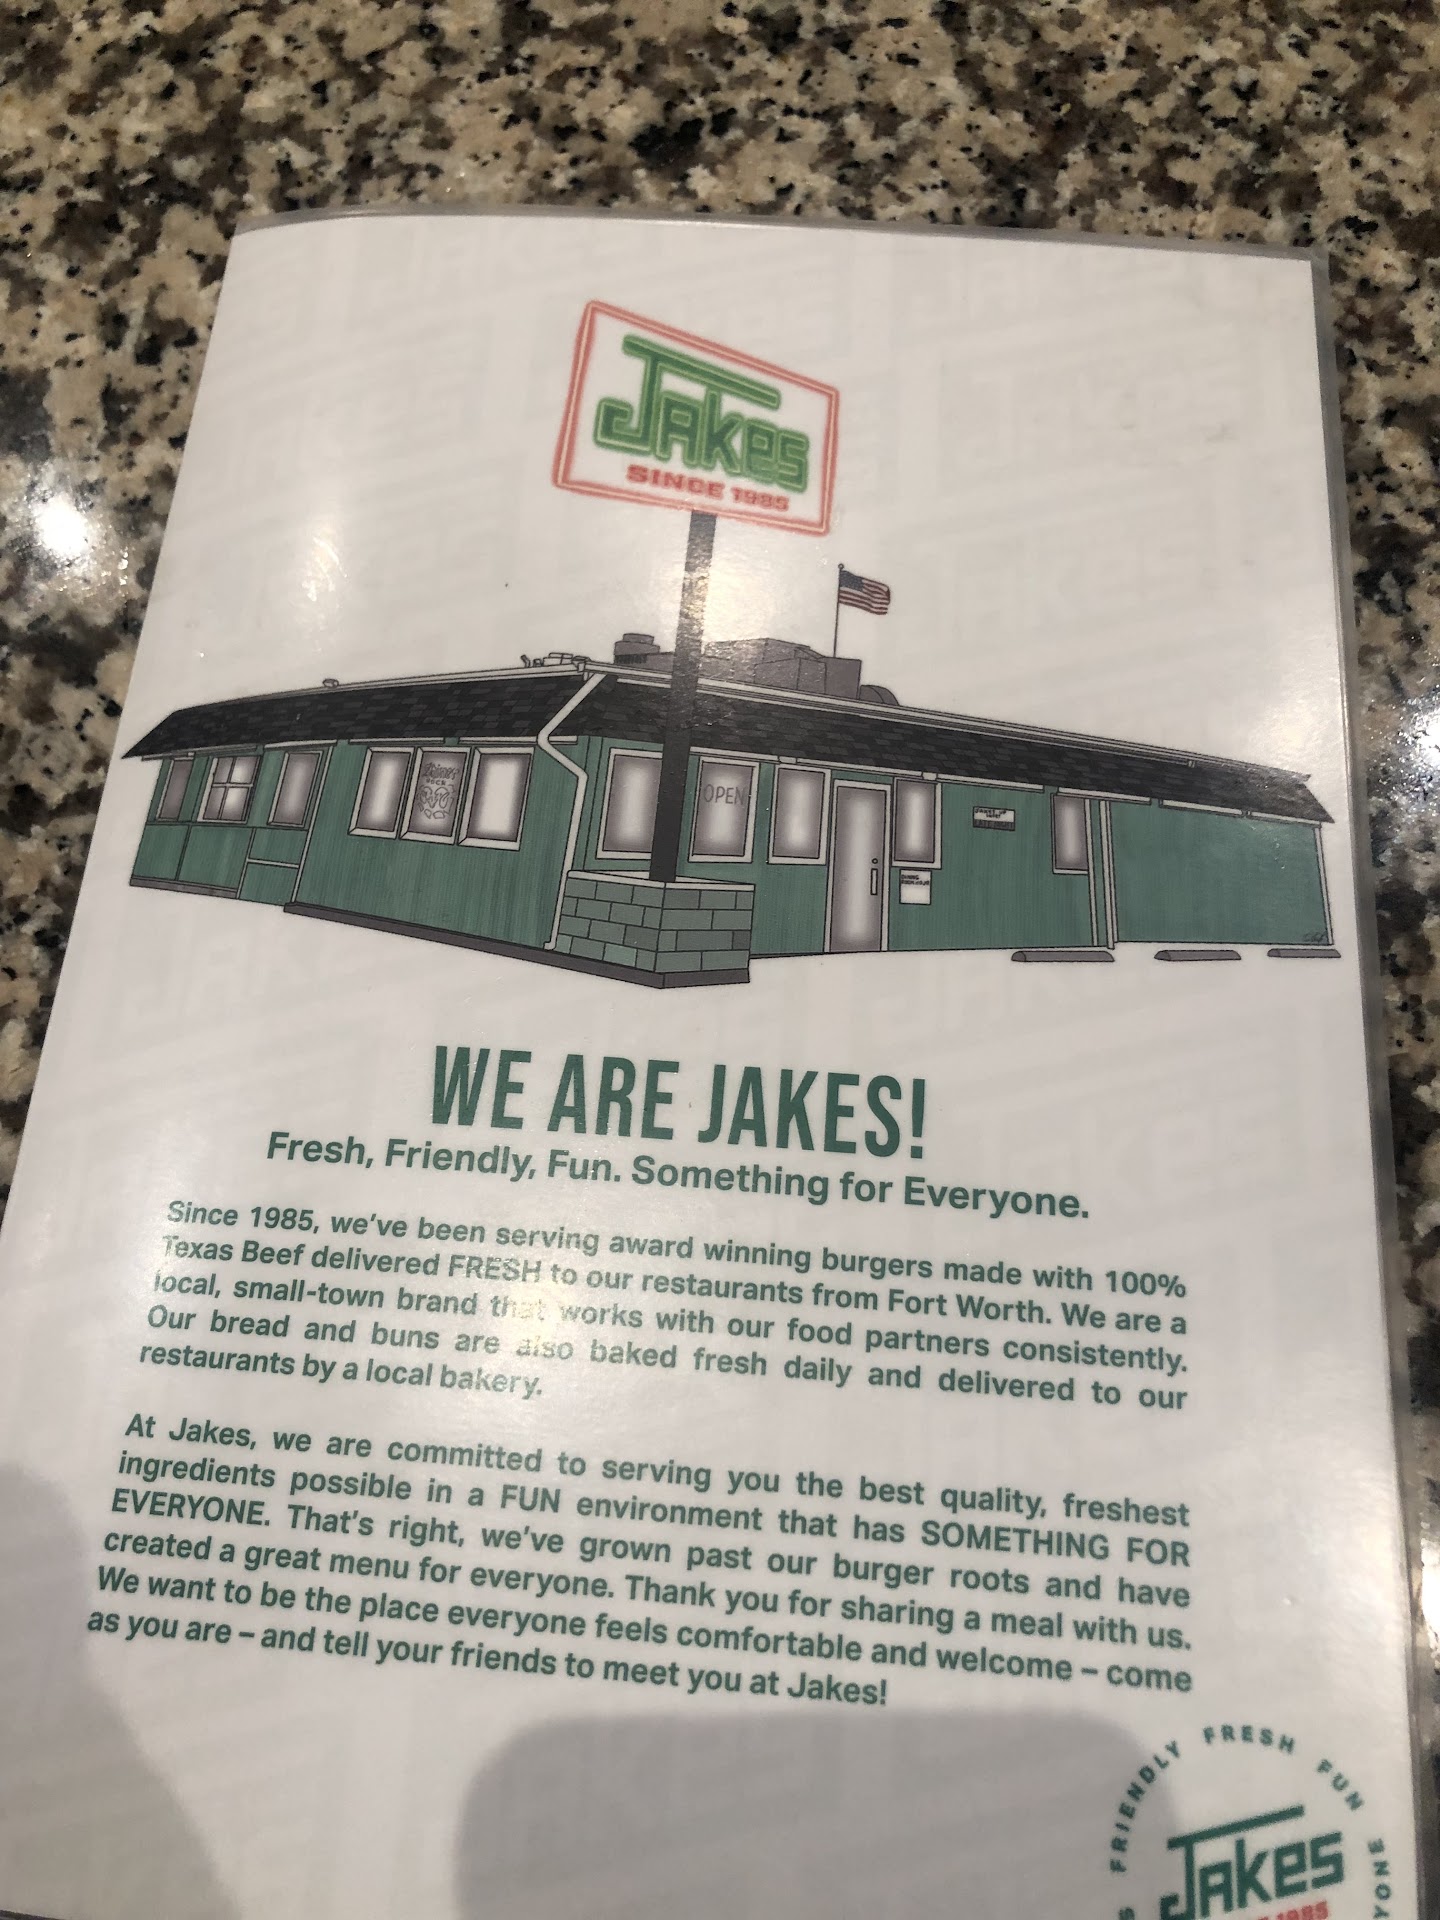 Jakes
SINCE 1985
OPEN
WE ARE JAKES!
Fresh, Friendly, Fun. Something for Everyone.
Since 1985, we've been serving award winning burgers made with 100%
Texas Beef delivered FRESH to our restaurants from Fort Worth. We are a
local, small-town brand that works with our food partners consistently.
Our bread and buns are also baked fresh daily and delivered to our
restaurants by a local bakery.
At Jakes, we are committed to serving you the best quality, freshest
ingredients possible in a FUN environment that has SOMETHING FOR
EVERYONE. That's right, we've grown past our burger roots and have
created a great menu for everyone. Thank you for sharing a meal with us.
We want to be the place everyone feels comfortable and welcome – come
as you are – and tell your friends to meet you at Jakes!
FRIENDLY FRESH FUN
Jakes
1985